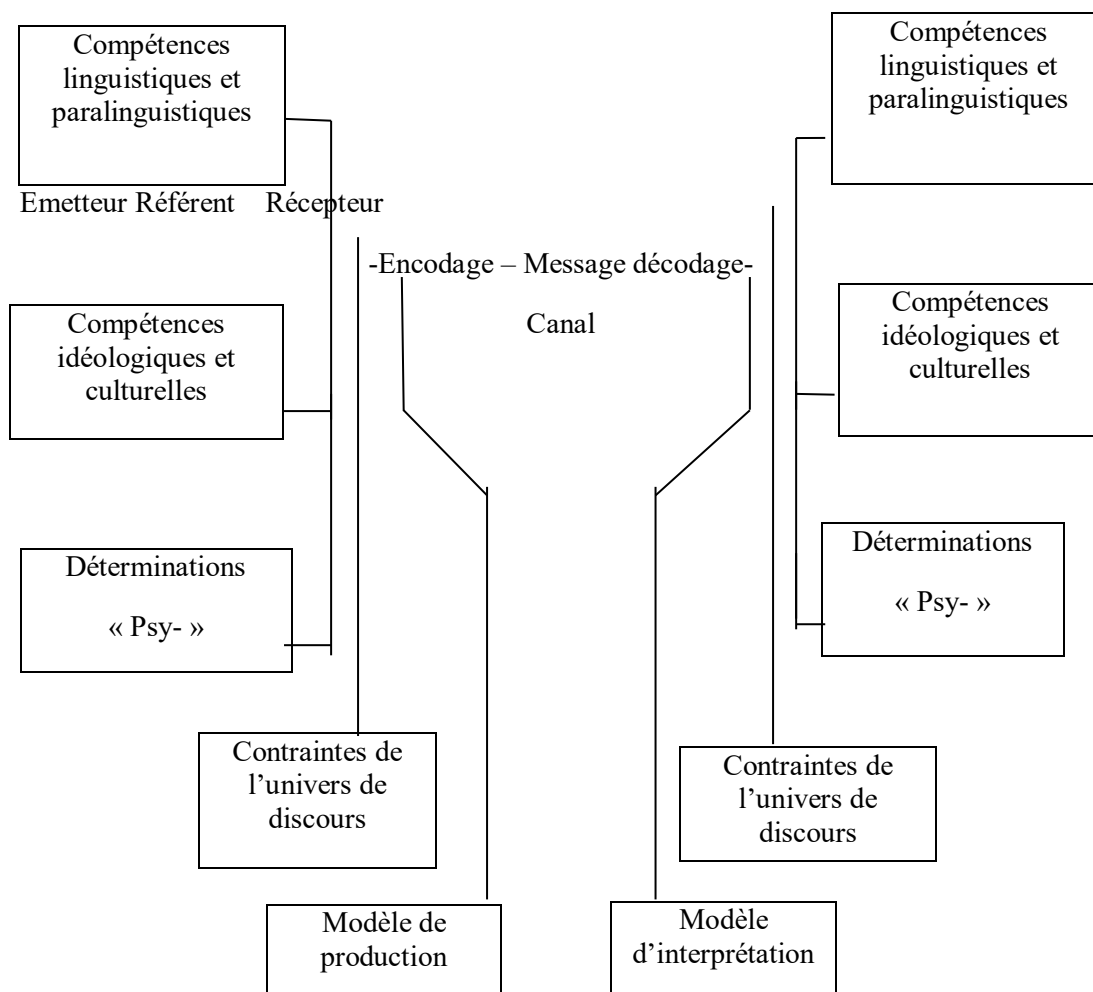 Compétences
linguistiques et
paralinguistiques
Compétences
linguistiques et
paralinguistiques
Emetteur Référent Récepteur
-Encodage – Message décodage-
Canal
Compétences
idéologiques et
culturelles
Compétences
idéologiques et
culturelles
Déterminations
« Psy- »
Déterminations
« Psy- »
Contraintes de
l’univers de
discours
Contraintes de
l’univers de
discours
Modèle de
production
Modèle
d’interprétation